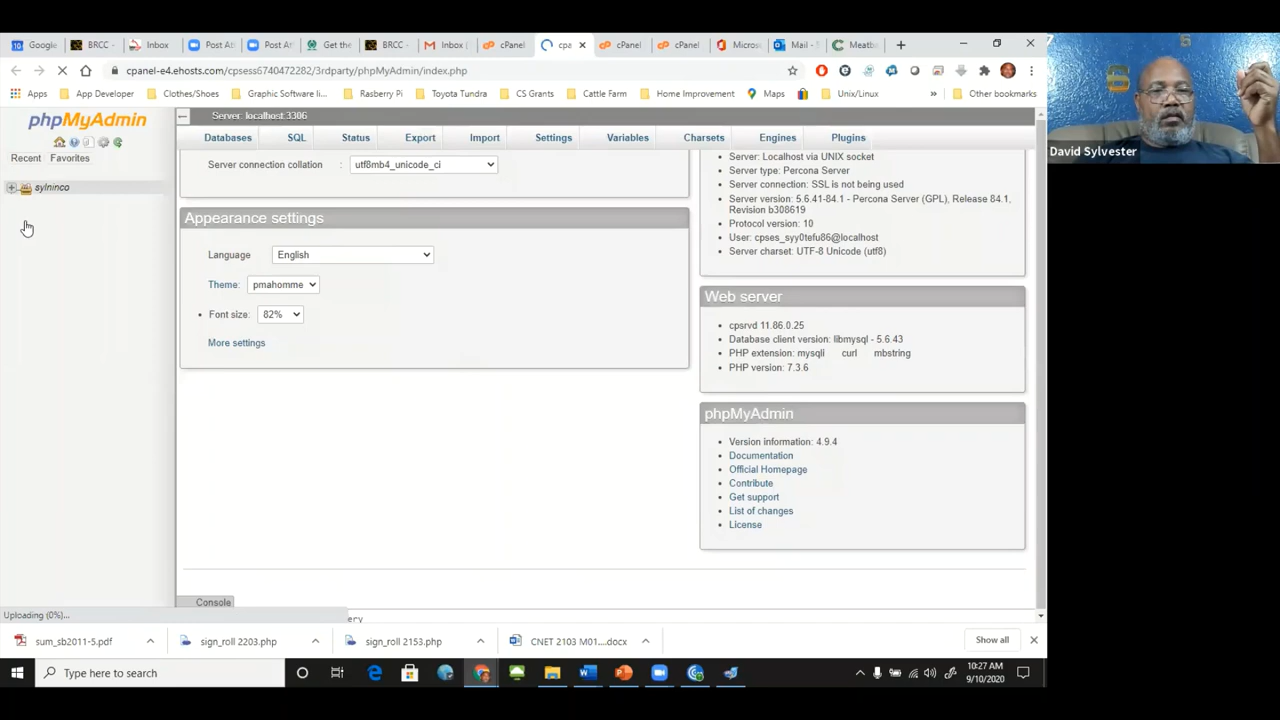 Google
BRCC -
Inbox
Post At
Post At
Get the
BRCC -
Inbox (
cPanel
cpa
cPanel
cPanel
Micros
Mail -
Meatba
cpanel-e4.ehosts.com/cpsess6740472282/3rdparty/phpMyAdmin/index.php
Apps
App Developer
Clothes/Shoes
Graphic Software li...
Rasberry Pi
Toyota Tundra
CS Grants
Cattle Farm
Home Improvement
Maps
Unix/Linux
»
Other bookmarks
phpMyAdmin
Recent
Favorites
sylninco
Server: localhost:3306
Databases
SQL
Status
Export
Import
Settings
Variables
Charsets
Engines
Plugins
Server connection collation :
utf8mb4_unicode_ci
Appearance settings
Language
English
Theme:
pmahomme
Font size:
82%
More settings
Server: Localhost via UNIX socket
Server type: Percona Server
Server connection: SSL is not being used
Server version: 5.6.41-84.1 - Percona Server (GPL), Release 84.1,
Revision b308619
Protocol version: 10
User: cpses_syy0tefu86@localhost
Server charset: UTF-8 Unicode (utf8)
Web server
cpsrvd 11.86.0.25
Database client version: libmysql - 5.6.43
PHP extension: mysqli curl mbstring
PHP version: 7.3.6
phpMyAdmin
Version information: 4.9.4
Documentation
Official Homepage
Contribute
Get support
List of changes
License
Console
Uploading (0%)...
ery
sum_sb2011-5.pdf
sign_roll 2203.php
sign_roll 2153.php
CNET 2103 M01....docx
Show all
Type here to search
10:27 AM
9/10/2020
David Sylvester